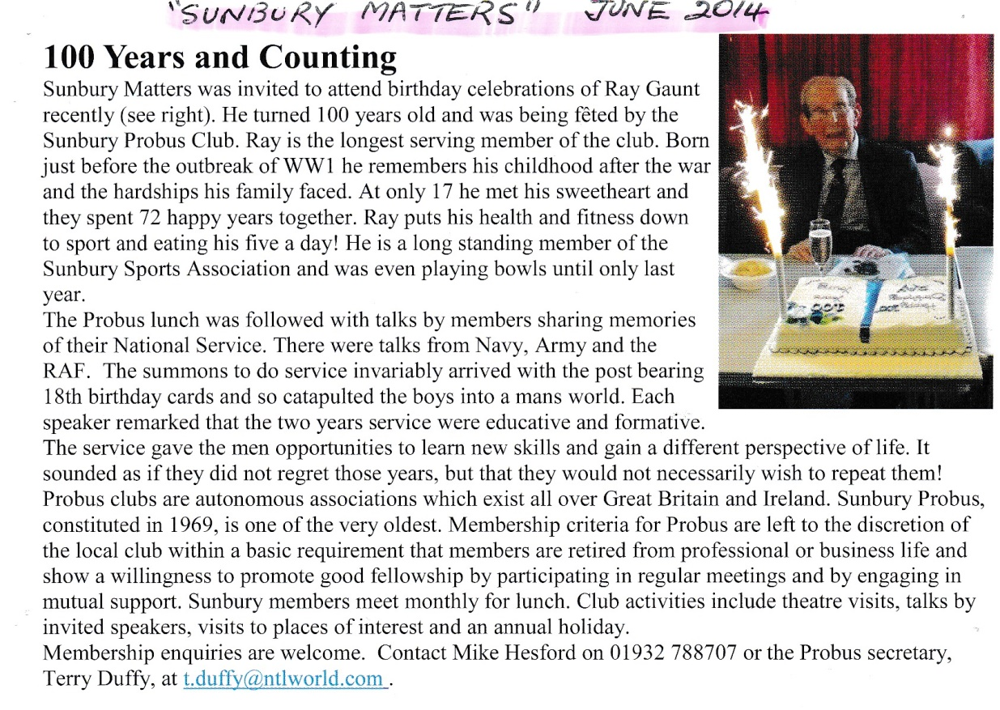 "SUNBURY MATTERS" JUNE 2014
100 Years and Counting
Sunbury Matters was invited to attend birthday celebrations of Ray Gaunt
recently (see right). He turned 100 years old and was being fêted by the
Sunbury Probus Club. Ray is the longest serving member of the club. Born
just before the outbreak of WW1 he remembers his childhood after the war
and the hardships his family faced. At only 17 he met his sweetheart and
they spent 72 happy years together. Ray puts his health and fitness down
to sport and eating his five a day! He is a long standing member of the
Sunbury Sports Association and was even playing bowls until only last
year.
The Probus lunch was followed with talks by members sharing memories
of their National Service. There were talks from Navy, Army and the
RAF.  The summons to do service invariably arrived with the post bearing
18th birthday cards and so catapulted the boys into a mans world. Each
speaker remarked that the two years service were educative and formative.
The service gave the men opportunities to learn new skills and gain a different perspective of life. It
sounded as if they did not regret those years, but that they would not necessarily wish to repeat them!
Probus clubs are autonomous associations which exist all over Great Britain and Ireland. Sunbury Probus,
constituted in 1969, is one of the very oldest. Membership criteria for Probus are left to the discretion of
the local club within a basic requirement that members are retired from professional or business life and
show a willingness to promote good fellowship by participating in regular meetings and by engaging in
mutual support. Sunbury members meet monthly for lunch. Club activities include theatre visits, talks by
invited speakers, visits to places of interest and an annual holiday.
Membership enquiries are welcome.  Contact Mike Hesford on 01932 788707 or the Probus secretary,
Terry Duffy, at t.duffy@ntlworld.com .